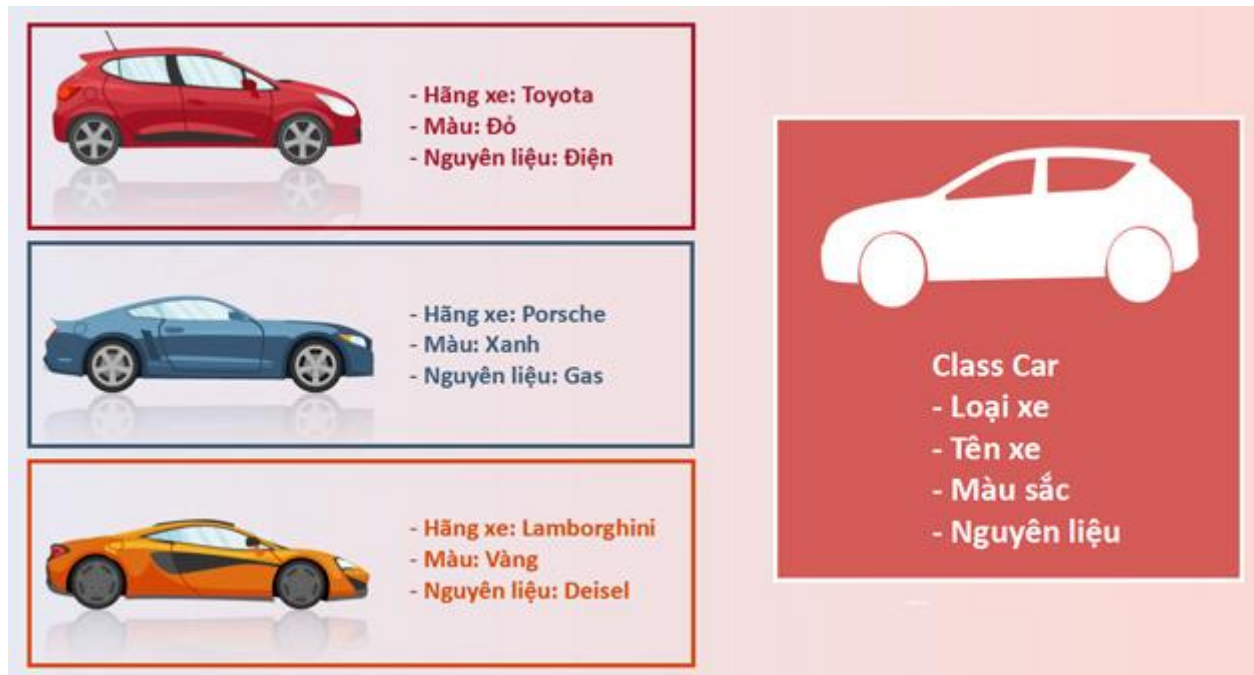 - Hãng xe: Toyota
- Màu: Đỏ
- Nguyên liệu: Điện
- Hãng xe: Porsche
- Màu: Xanh
- Nguyên liệu: Gas
- Hãng xe: Lamborghini
- Màu: Vàng
- Nguyên liệu: Deisel
Class Car
- Loại xe
- Tên xe
- Màu sắc
- Nguyên liệu